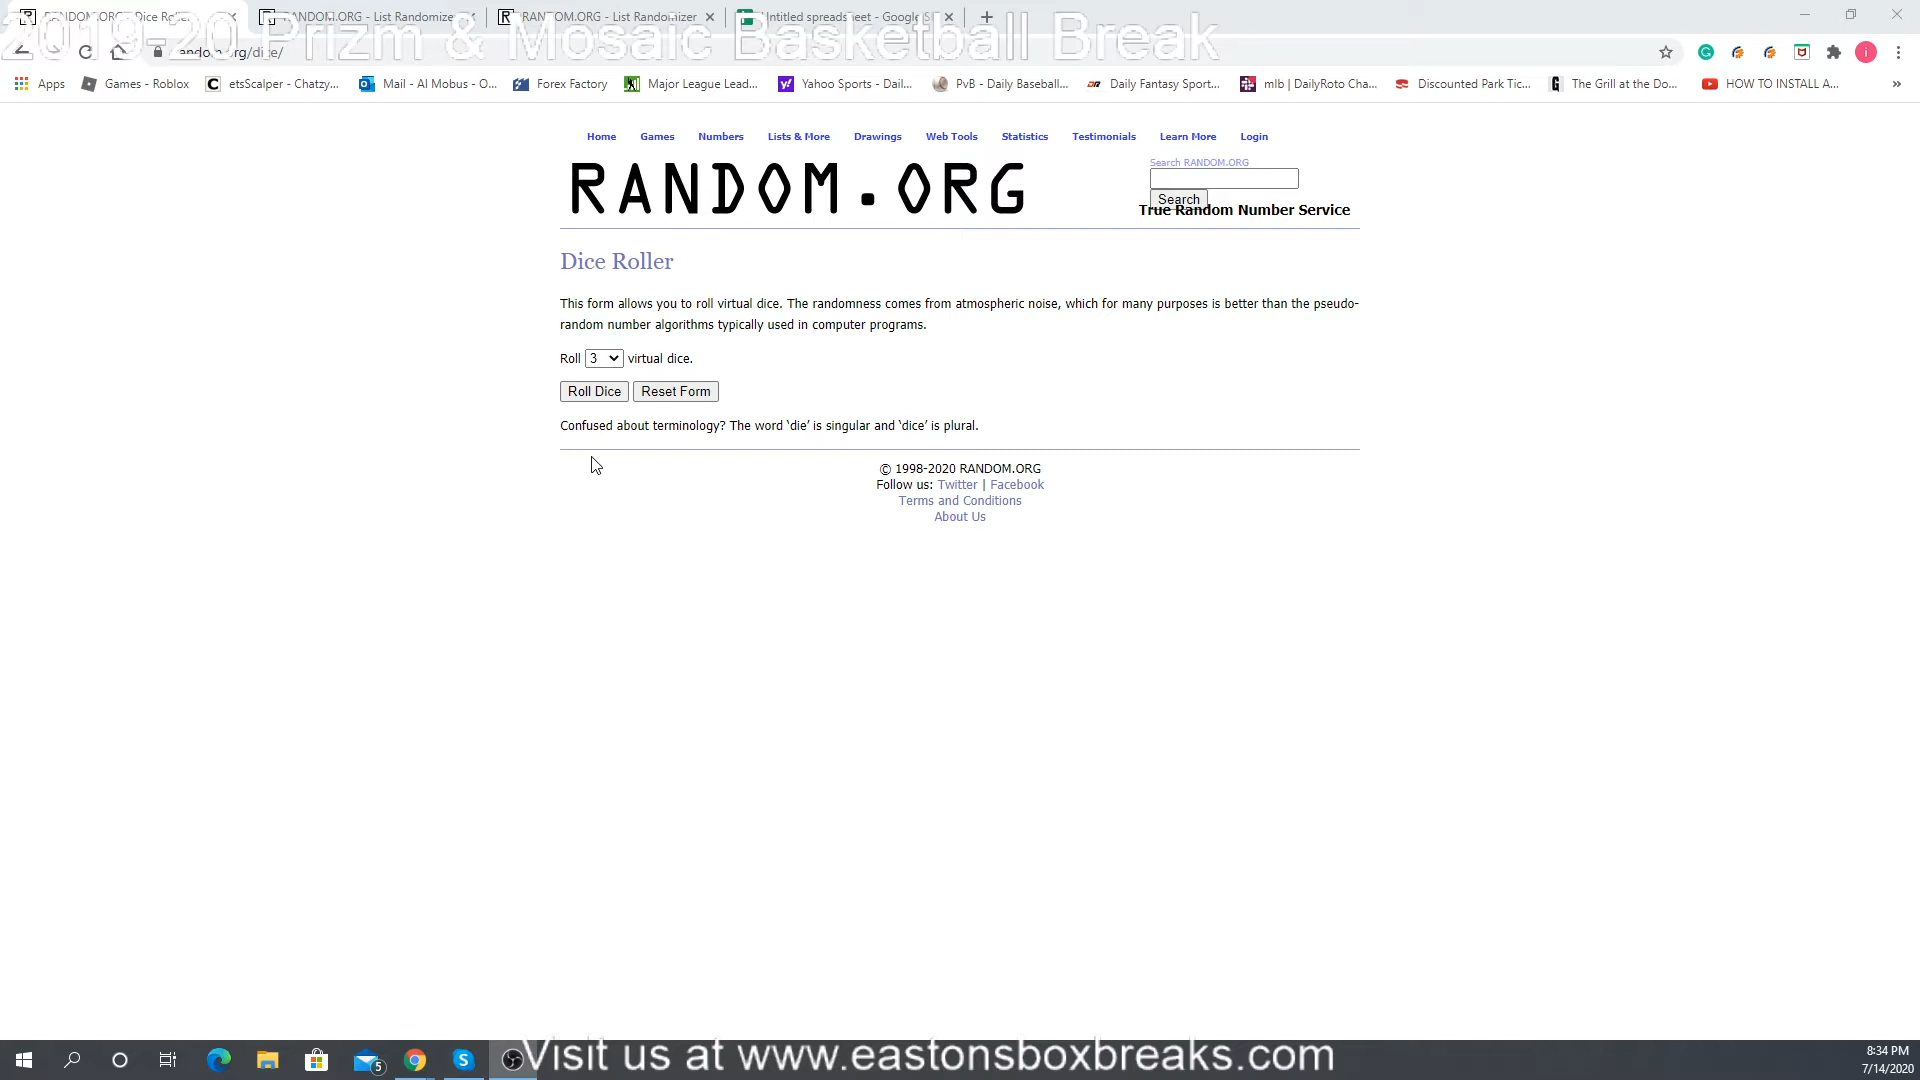 RANDOM.ORG - Dice Roller
RANDOM.ORG - List Randomizer
RANDOM.ORG - List Randomizer
Untitled spreadsheet - Google S
2019-20 Prizm & Mosaic Basketball Break
random.org/dice/
Apps
Games - Roblox
etsScalper - Chatzy...
Mail - Al Mobus - O...
Forex Factory
Major League Lead...
Yahoo Sports - Dail...
PvB - Daily Baseball...
Daily Fantasy Sport...
mlb | DailyRoto Cha...
Discounted Park Tic...
The Grill at the Do...
HOW TO INSTALL A...
»
Home Games Numbers Lists & More Drawings Web Tools Statistics Testimonials Learn More Login
RANDOM.ORG
Search RANDOM.ORG
Search
True Random Number Service
Dice Roller
This form allows you to roll virtual dice. The randomness comes from atmospheric noise, which for many purposes is better than the pseudo-
random number algorithms typically used in computer programs.
Roll 3 virtual dice.
Roll Dice Reset Form
Confused about terminology? The word ‘die’ is singular and ‘dice’ is plural.
© 1998-2020 RANDOM.ORG
Follow us: Twitter | Facebook
Terms and Conditions
About Us
5
Visit us at www.eastonsboxbreaks.com
8:34 PM
7/14/2020